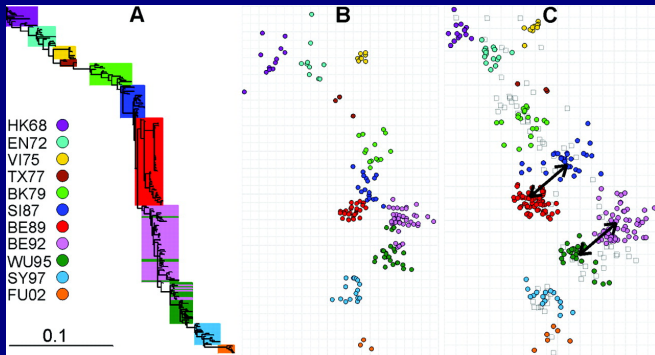 A B C
HK68
EN72
VI75
TX77
BK79
SI87
BE89
BE92
WU95
SY97
FU02
0.1